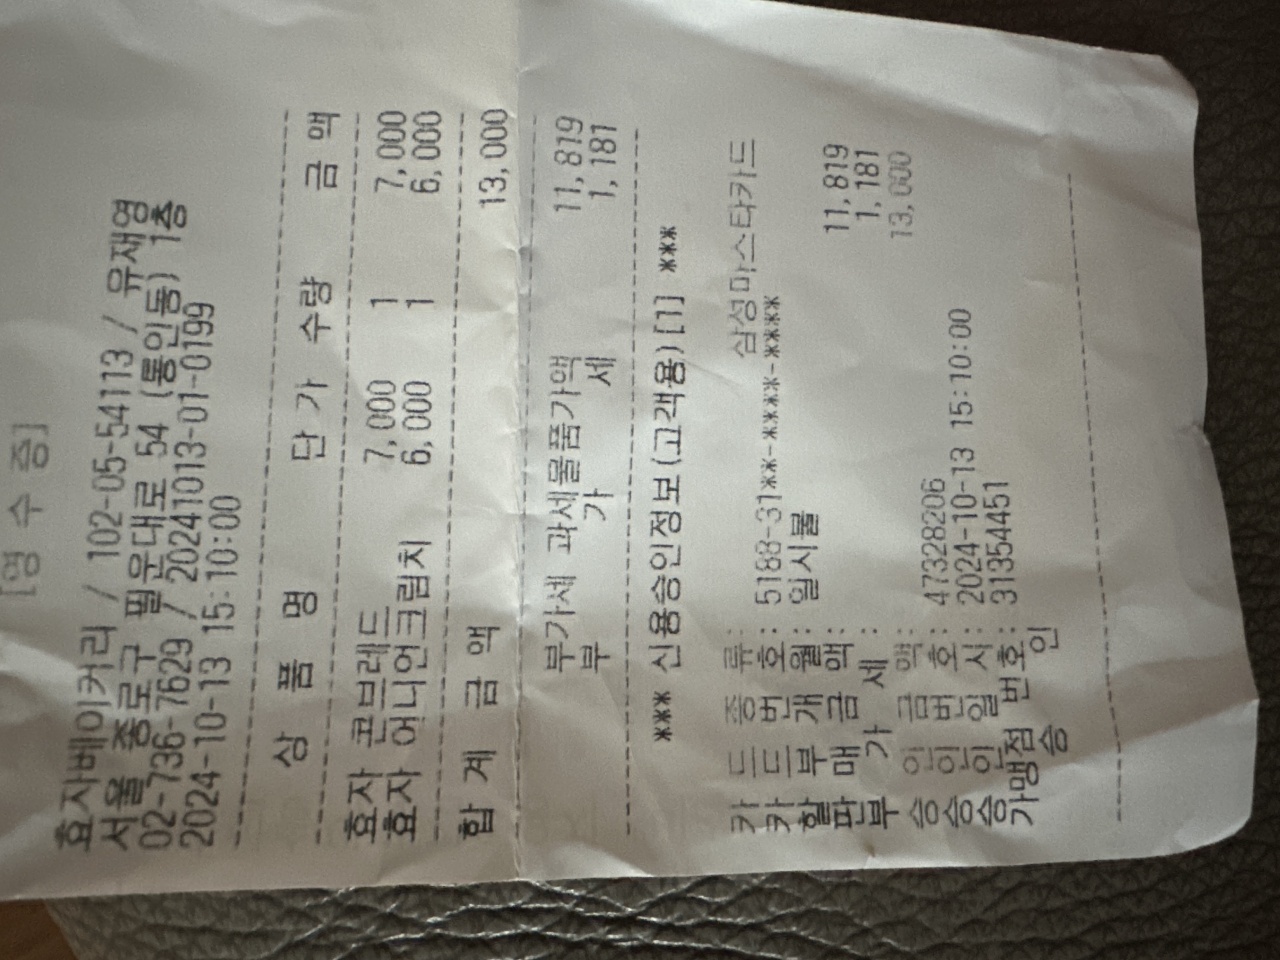 [영 수 증]
효자베이커리 / 102-05-54113 / 유재영
서울 종로구 필운대로 54 (통인동) 1층
02-736-7629 / 20241013-01-0199
2024-10-13 15:10:00
상 품 명 단 가 수량 금 액
효자 콘브레드 7,000 1 7,000
효자 어니언크림치 6,000 1 6,000
합 계 금 액 13,000
부가세 과세물품가액 11,819
부 가 세 1,181
*** 신용승인정보(고객용)[1] ***
카 드 종 류: 삼성마스타카드
카 드 번 호: 5188-31**-****-****
할 부 개 월: 일시불
판 매 금 액: 11,819
부 가 세 : 1,181
승 인 금 액: 13,000
승 인 번 호: 47328206
승 인 일 시: 2024-10-13 15:10:00
가맹점 번호: 31354451
승 인